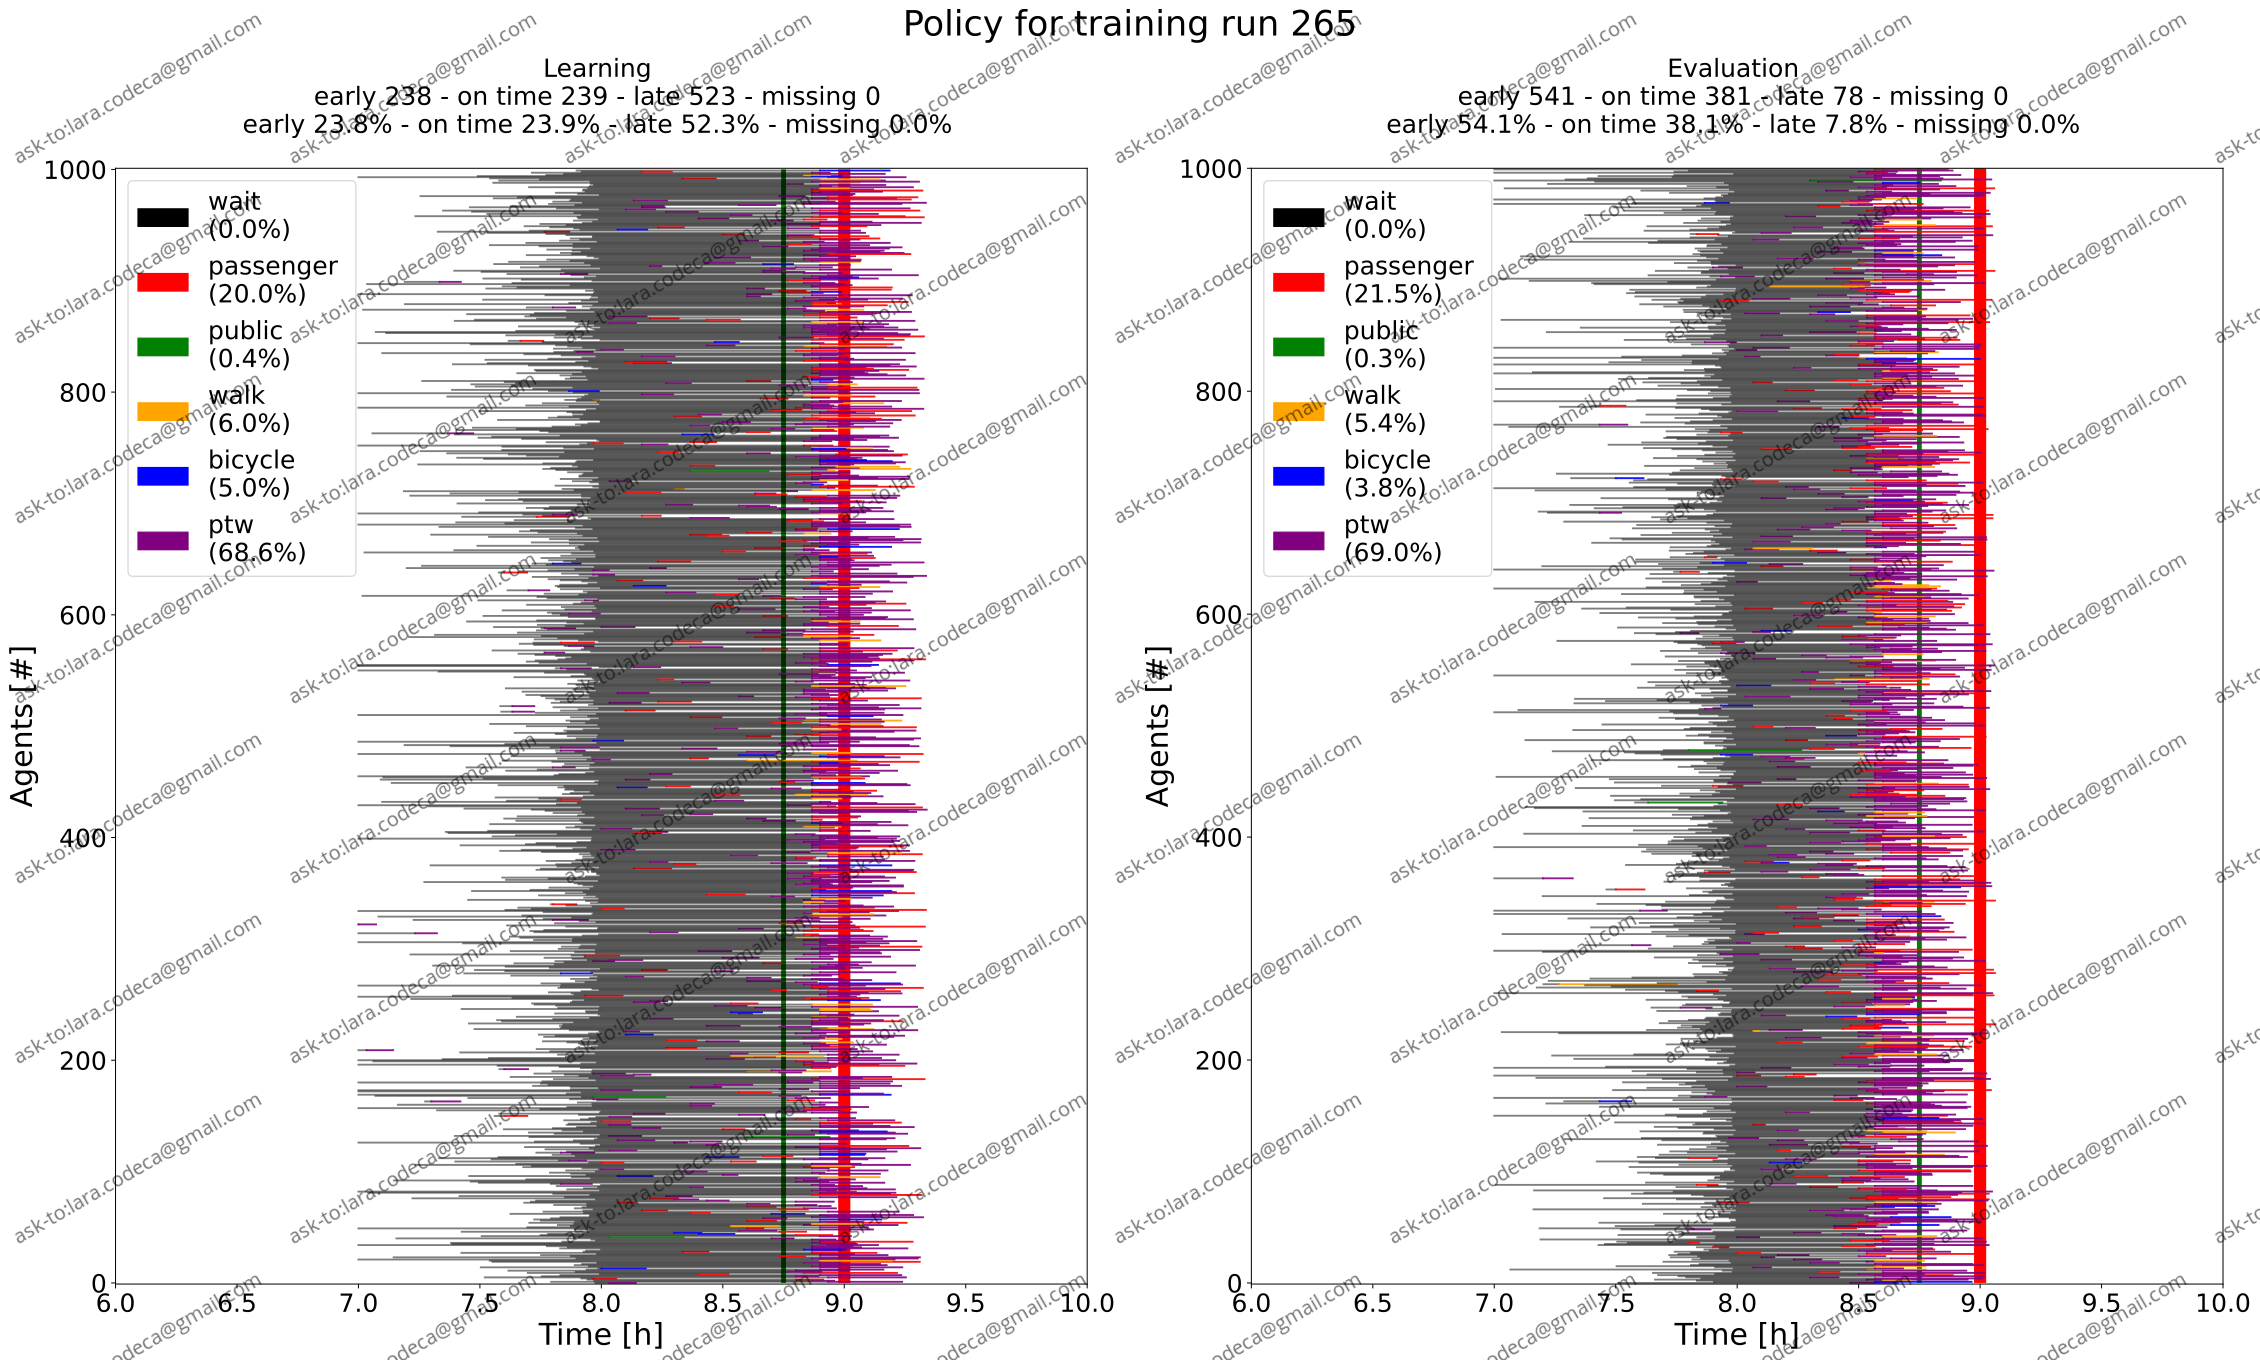 Policy for training run 265
Learning
early 238 - on time 239 - late 523 - missing 0
early 23.8% - on time 23.9% - late 52.3% - missing 0.0%
1000
800
600
400
200
0
Agents [#]
wait
(0.0%)
passenger
(20.0%)
public
(0.4%)
walk
(6.0%)
bicycle
(5.0%)
ptw
(68.6%)
6.0 6.5 7.0 7.5 8.0 8.5 9.0 9.5 10.0
Time [h]
Evaluation
early 541 - on time 381 - late 78 - missing 0
early 54.1% - on time 38.1% - late 7.8% - missing 0.0%
1000
800
600
400
200
0
Agents [#]
wait
(0.0%)
passenger
(21.5%)
public
(0.3%)
walk
(5.4%)
bicycle
(3.8%)
ptw
(69.0%)
6.0 6.5 7.0 7.5 8.0 8.5 9.0 9.5 10.0
Time [h]
ask-to:lara.codeca@gmail.com